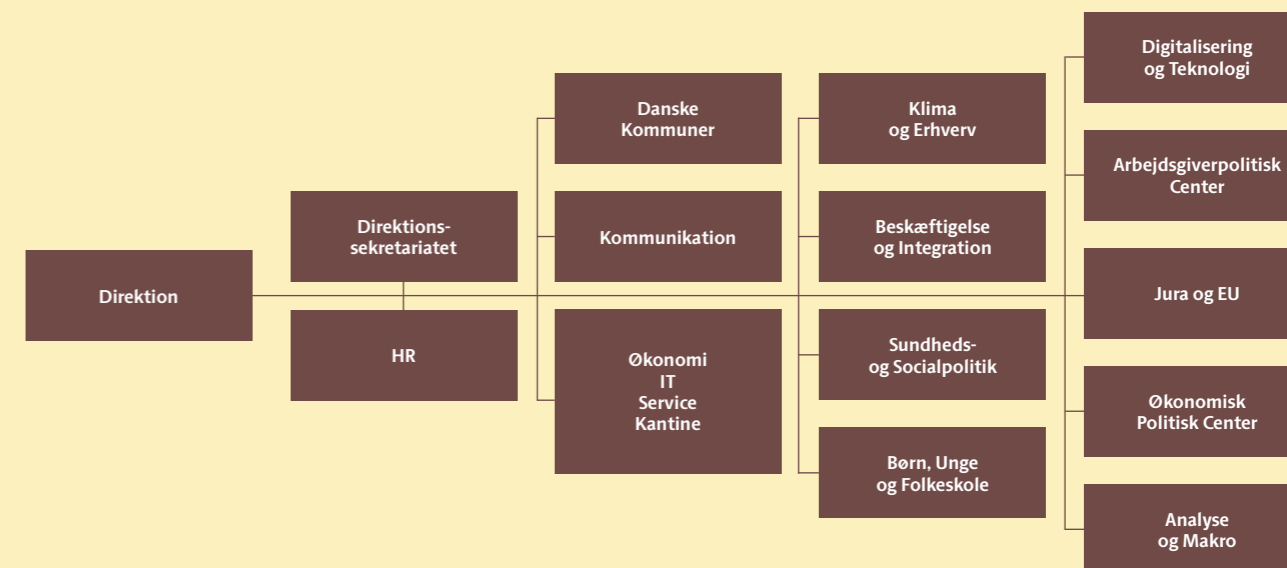 Direktion
Direktions-
sekretariatet
HR
Danske
Kommuner
Kommunikation
Økonomi
IT
Service
Kantine
Klima
og Erhverv
Beskæftigelse
og Integration
Sundheds-
og Socialpolitik
Børn, Unge
og Folkeskole
Digitalisering
og Teknologi
Arbejdsgiverpolitisk
Center
Jura og EU
Økonomisk
Politisk Center
Analyse
og Makro